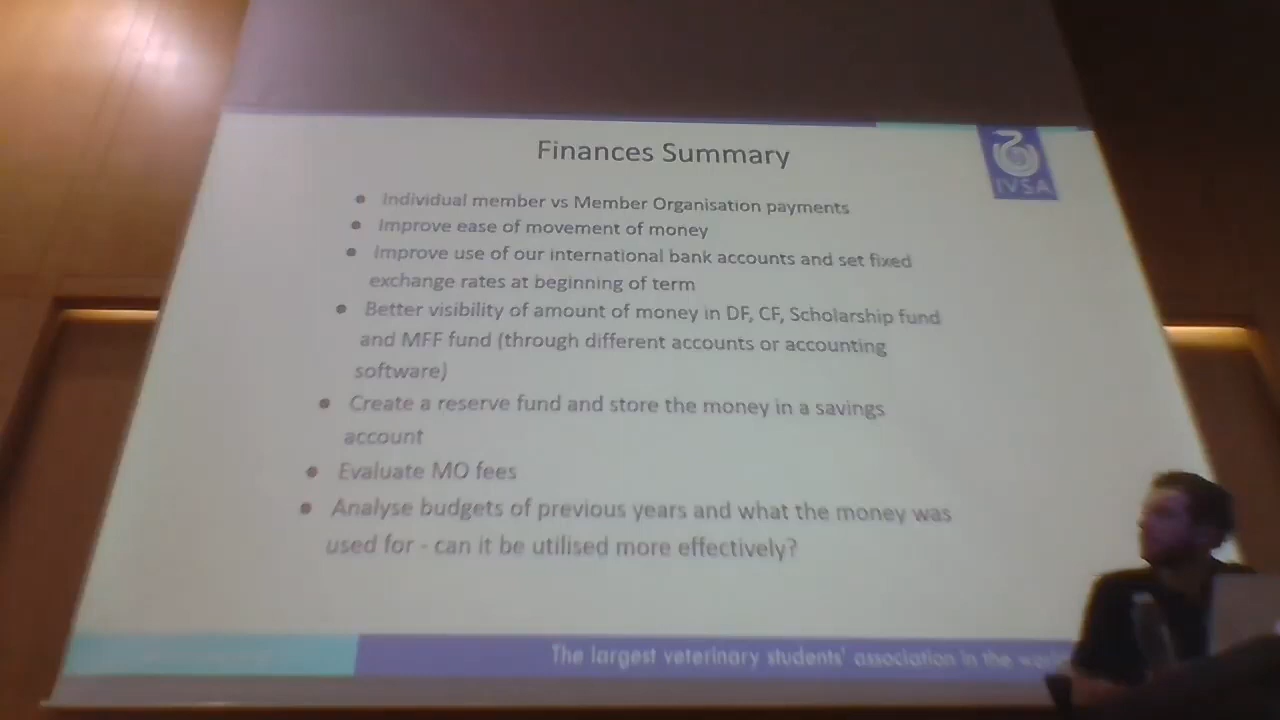 Finances Summary
IVSA
● Individual member vs Member Organisation payments
● Improve ease of movement of money
● Improve use of our international bank accounts and set fixed
exchange rates at beginning of term
● Better visibility of amount of money in DF, CF, Scholarship fund
and MFF fund (through different accounts or accounting
software)
● Create a reserve fund and store the money in a savings
account
● Evaluate MO fees
● Analyse budgets of previous years and what the money was
used for - can it be utilised more effectively?
The largest veterinary students' association in the